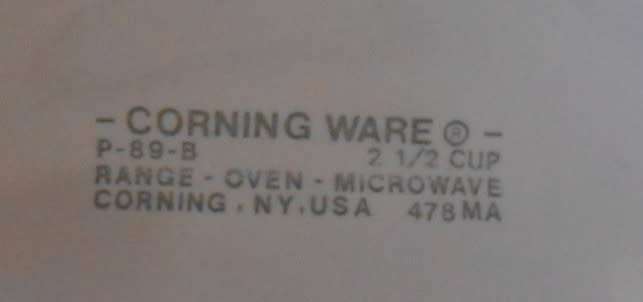 - CORNING WARE ® -
P-89-B 2 1/2 CUP
RANGE - OVEN - MICROWAVE
CORNING , NY, USA 478 MA